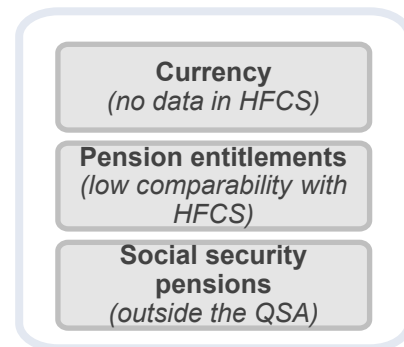 Currency
(no data in HFCS)
Pension entitlements
(low comparability with
HFCS)
Social security
pensions
(outside the QSA)